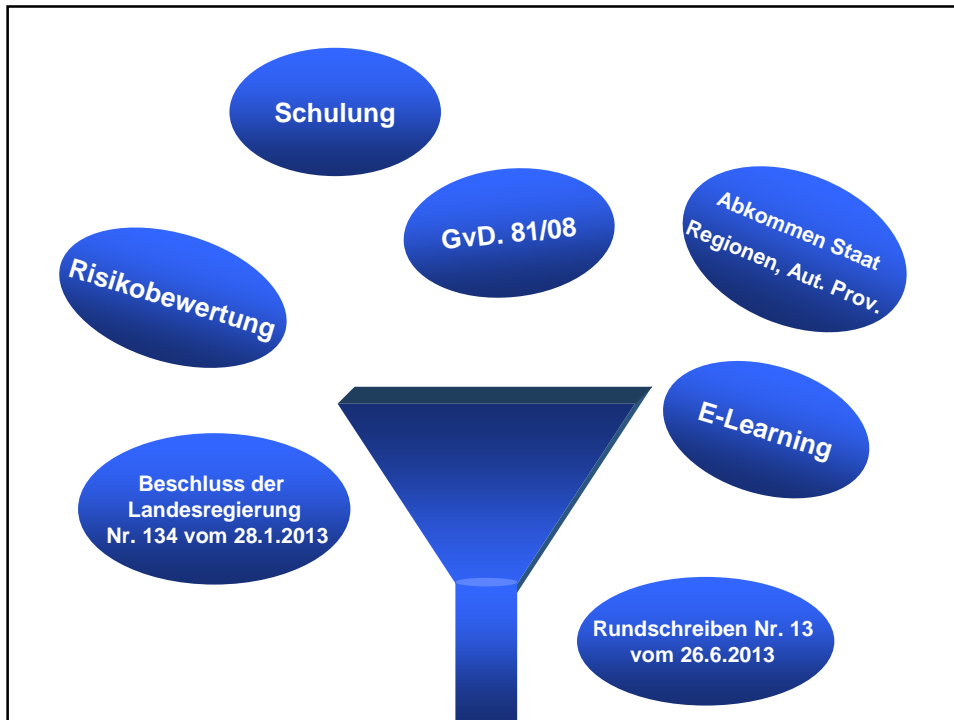 Schulung
GvD. 81/08
Abkommen Staat
Regionen, Aut. Prov.
Risikobewertung
E-Learning
Beschluss der
Landesregierung
Nr. 134 vom 28.1.2013
Rundschreiben Nr. 13
vom 26.6.2013